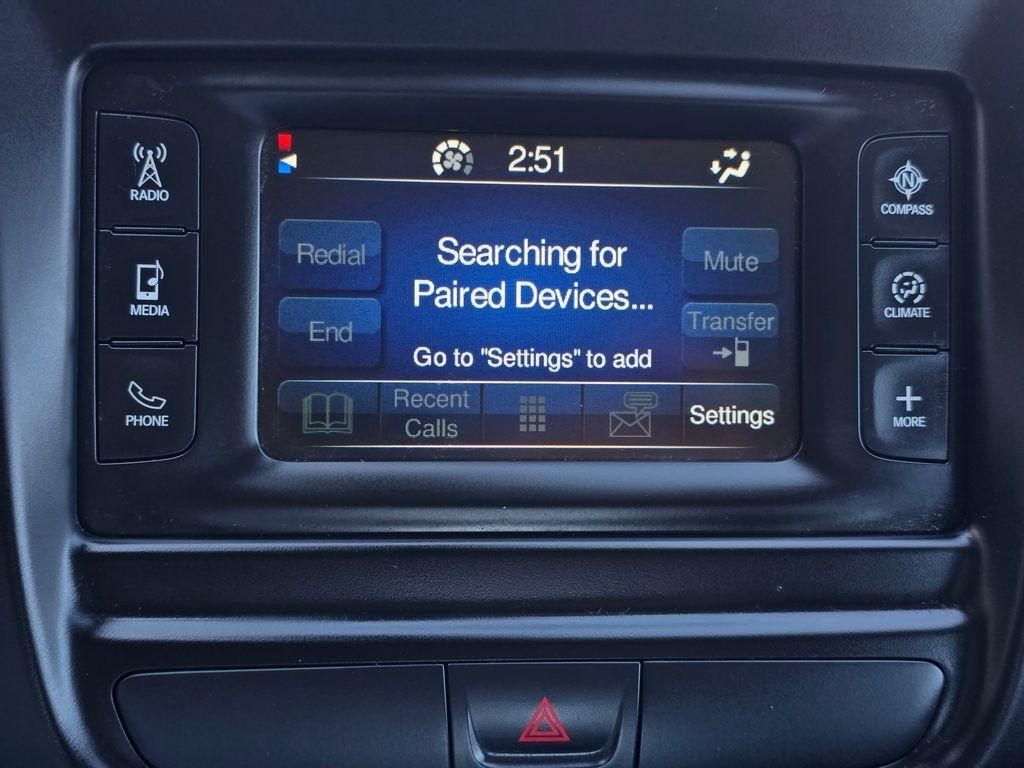 2:51
RADIO
MEDIA
PHONE
Redial
End
Searching for
Paired Devices...
Go to "Settings" to add
Mute
Transfer
Recent
Calls
Settings
N
COMPASS
CLIMATE
MORE